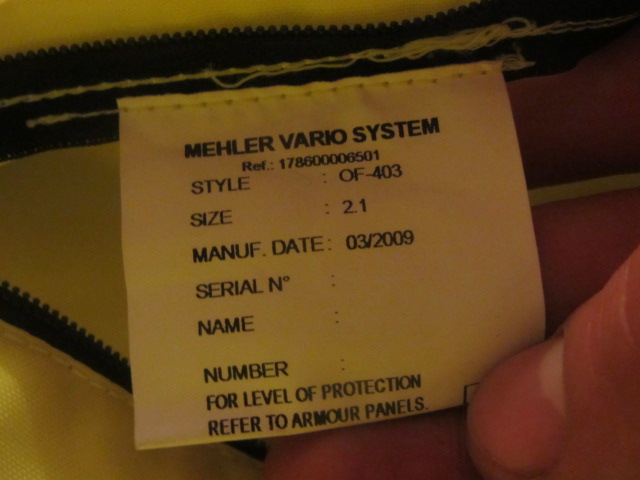 MEHLER VARIO SYSTEM
Ref.: 178600006501
STYLE : OF-403
SIZE : 2.1
MANUF. DATE: 03/2009
SERIAL N° :
NAME :
NUMBER :
FOR LEVEL OF PROTECTION
REFER TO ARMOUR PANELS.